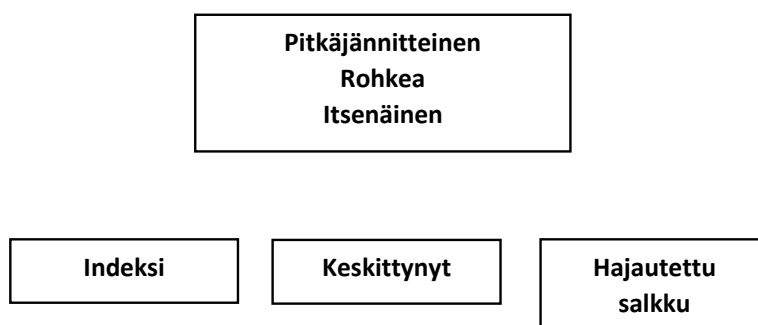 Pitkäjännitteinen
Rohkea
Itsenäinen
Indeksi
Keskittynyt
Hajautettu
salkku